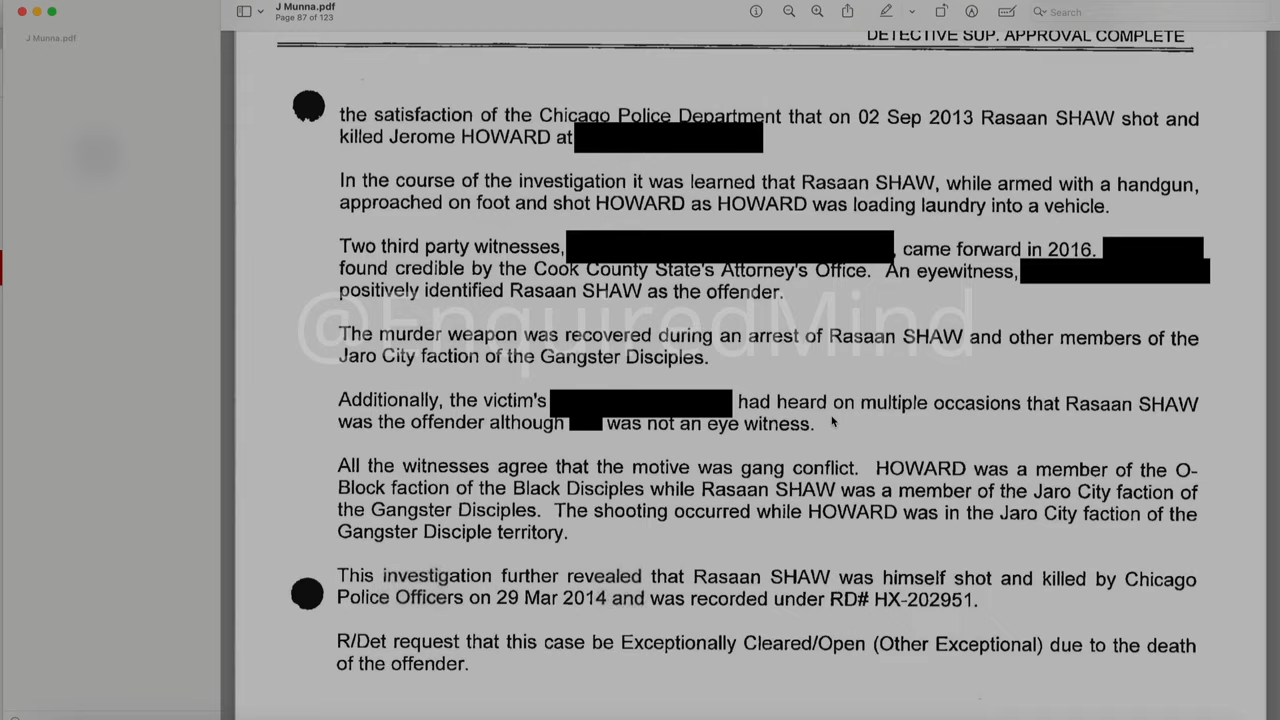 J Munna.pdf
Page 87 of 123
Search
J Munna.pdf
DETECTIVE SUP. APPROVAL COMPLETE
the satisfaction of the Chicago Police Department that on 02 Sep 2013 Rasaan SHAW shot and
killed Jerome HOWARD at
In the course of the investigation it was learned that Rasaan SHAW, while armed with a handgun,
approached on foot and shot HOWARD as HOWARD was loading laundry into a vehicle.
Two third party witnesses, came forward in 2016.
found credible by the Cook County State's Attorney's Office. An eyewitness,
positively identified Rasaan SHAW as the offender.
@EnquiredMind
The murder weapon was recovered during an arrest of Rasaan SHAW and other members of the
Jaro City faction of the Gangster Disciples.
Additionally, the victim's had heard on multiple occasions that Rasaan SHAW
was the offender although was not an eye witness.
All the witnesses agree that the motive was gang conflict. HOWARD was a member of the O-
Block faction of the Black Disciples while Rasaan SHAW was a member of the Jaro City faction of
the Gangster Disciples. The shooting occurred while HOWARD was in the Jaro City faction of the
Gangster Disciple territory.
This investigation further revealed that Rasaan SHAW was himself shot and killed by Chicago
Police Officers on 29 Mar 2014 and was recorded under RD# HX-202951.
R/Det request that this case be Exceptionally Cleared/Open (Other Exceptional) due to the death
of the offender.